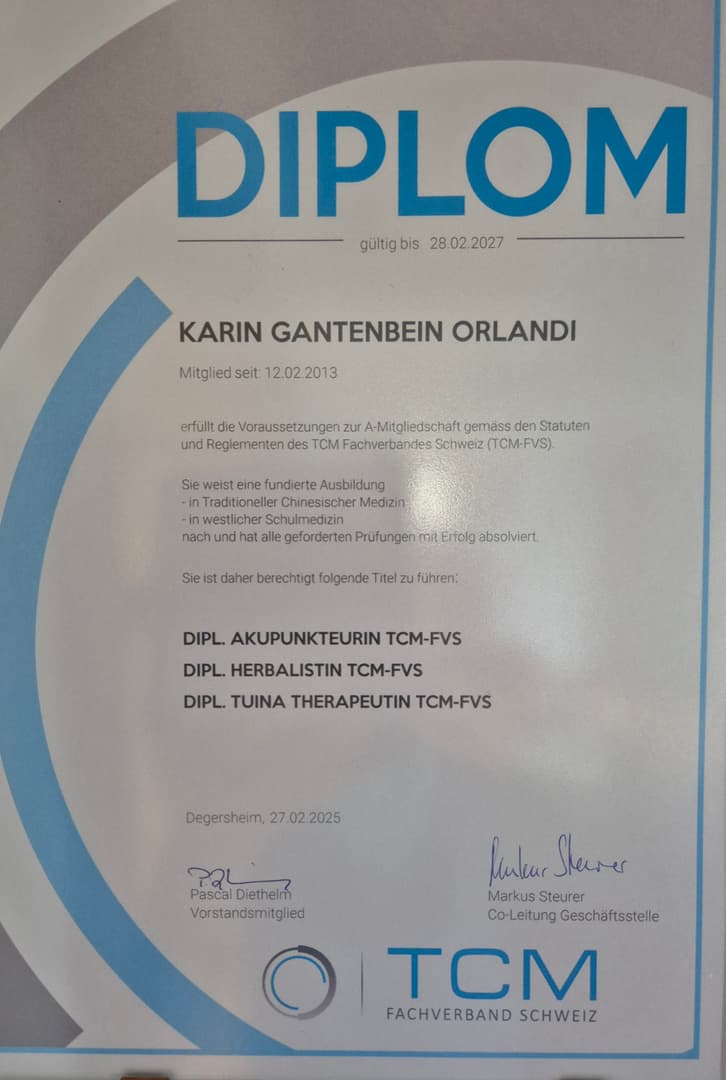 DIPLOM
gültig bis 28.02.2027
KARIN GANTENBEIN ORLANDI
Mitglied seit: 12.02.2013
erfüllt die Voraussetzungen zur A-Mitgliedschaft gemäss den Statuten
und Reglementen des TCM Fachverbandes Schweiz (TCM-FVS).
Sie weist eine fundierte Ausbildung
- in Traditioneller Chinesischer Medizin
- in westlicher Schulmedizin
nach und hat alle geforderten Prüfungen mit Erfolg absolviert.
Sie ist daher berechtigt folgende Titel zu führen:
DIPL. AKUPUNKTEURIN TCM-FVS
DIPL. HERBALISTIN TCM-FVS
DIPL. TUINA THERAPEUTIN TCM-FVS
Degersheim, 27.02.2025
Markus Steurer
Pascal Diethelm
Markus Steurer
Vorstandsmitglied
Co-Leitung Geschäftsstelle
TCM
FACHVERBAND SCHWEIZ